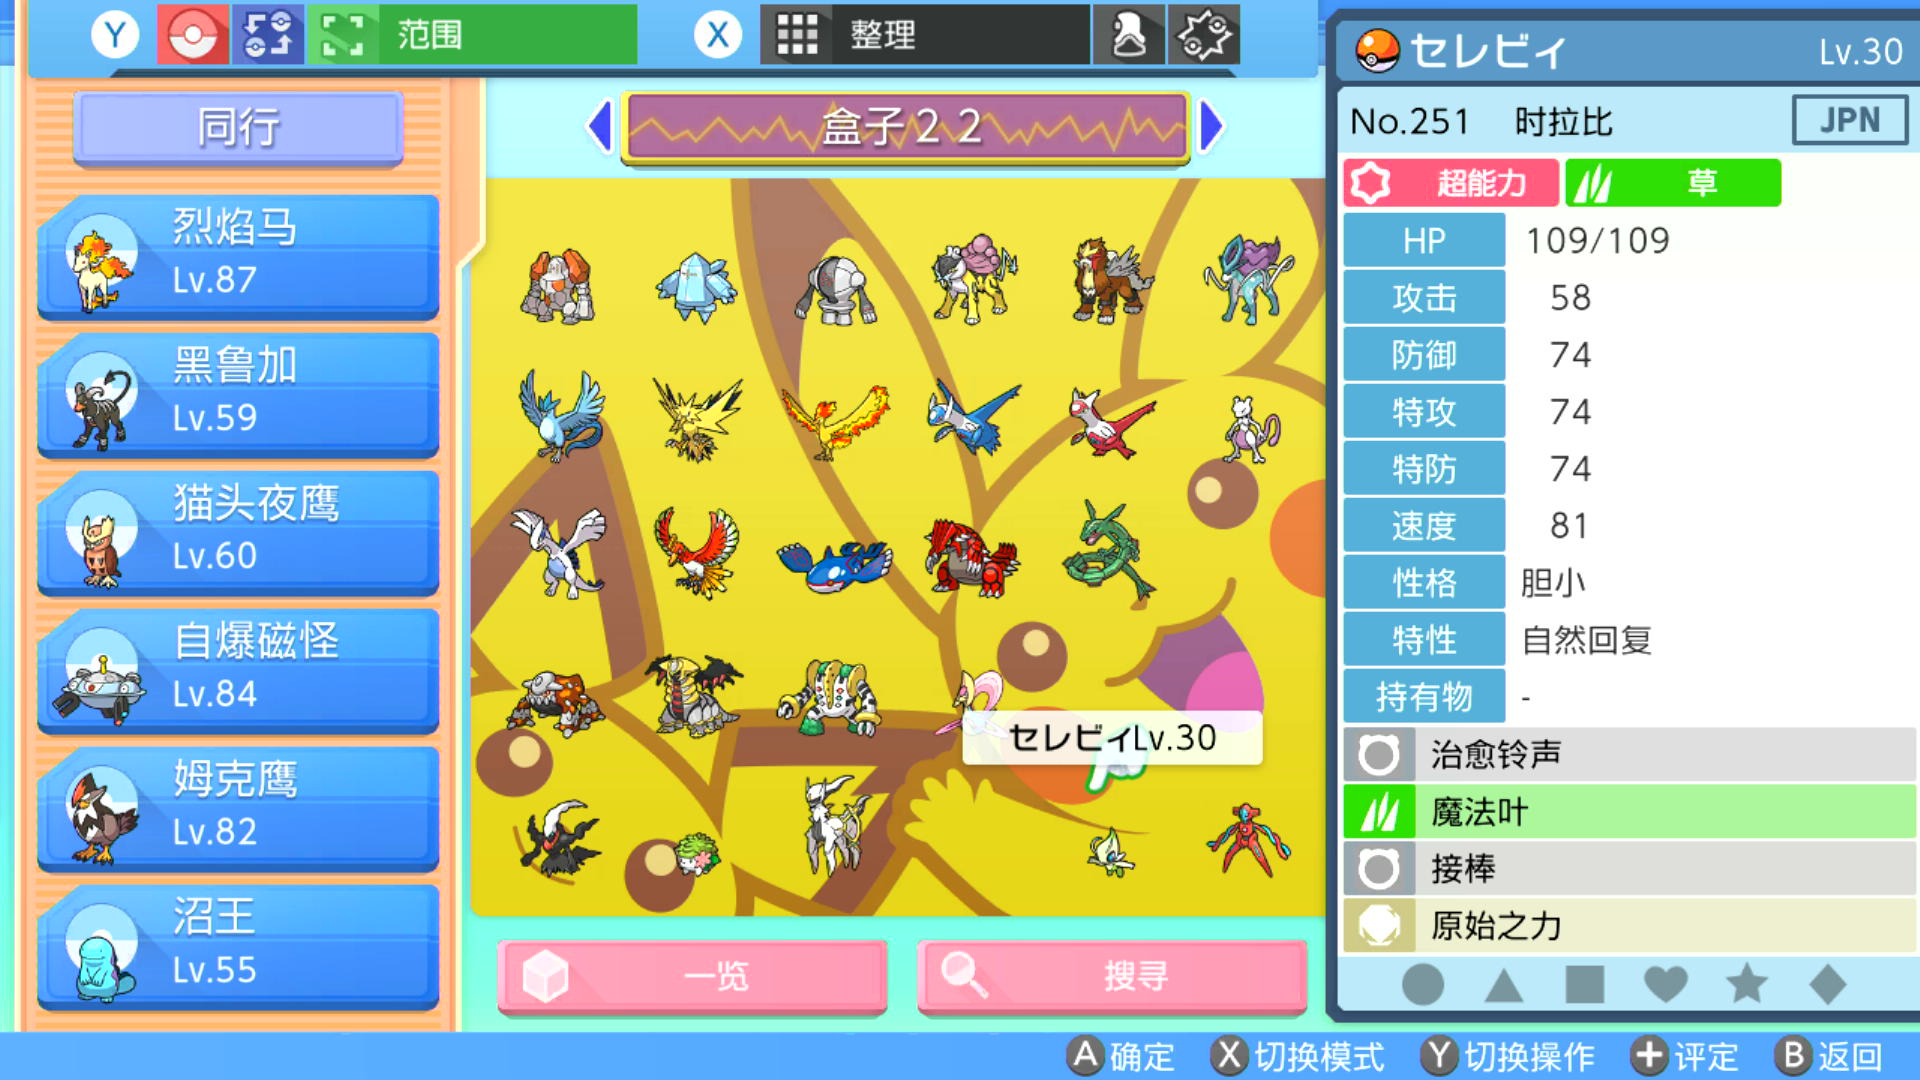 Y
范围
X
整理
同行
烈焰马
Lv.87
黑鲁加
Lv.59
猫头夜鹰
Lv.60
自爆磁怪
Lv.84
姆克鹰
Lv.82
沼王
Lv.55
盒子２２
セレビィLv.30
一览
搜寻
セレビィ Lv.30
No.251 时拉比 JPN
超能力 草
HP 109/109
攻击 58
防御 74
特攻 74
特防 74
速度 81
性格 胆小
特性 自然回复
持有物 -
治愈铃声
魔法叶
接棒
原始之力
A 确定 X 切换模式 Y 切换操作 + 评定 B 返回